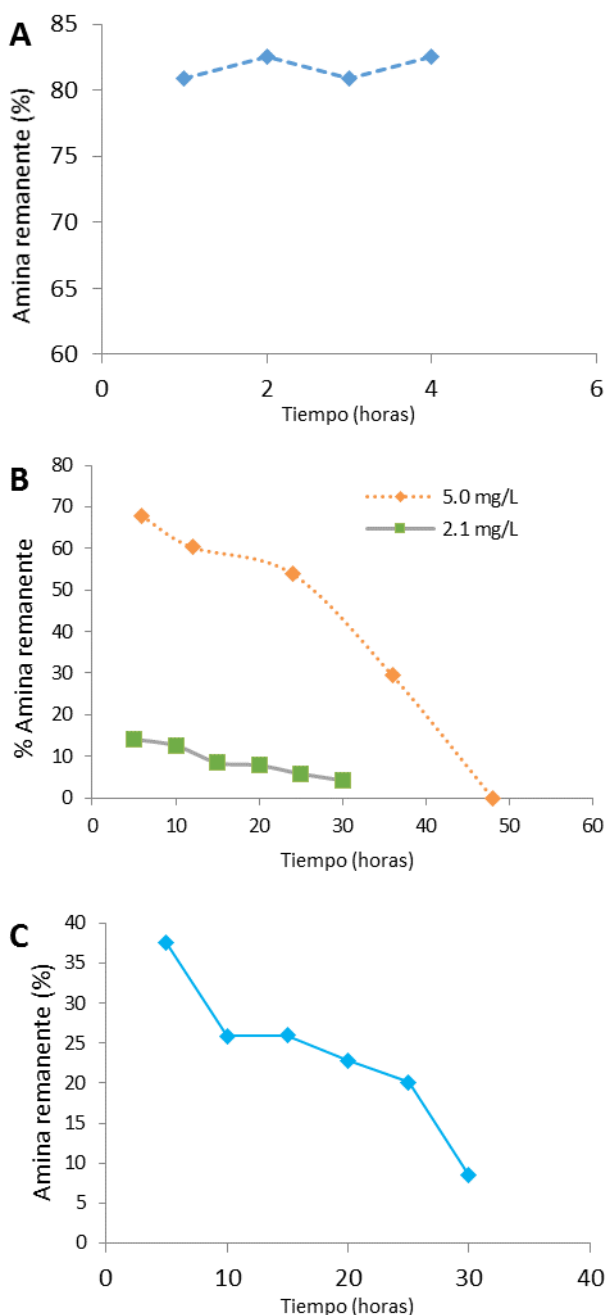 A
Amina remanente (%)
85
80
75
70
65
60
0 2 4 6
Tiempo (horas)
B
% Amina remanente
80
70
60
50
40
30
20
10
0
5.0 mg/L
2.1 mg/L
0 10 20 30 40 50 60
Tiempo (horas)
C
Amina remanente (%)
40
35
30
25
20
15
10
5
0
0 10 20 30 40
Tiempo (horas)